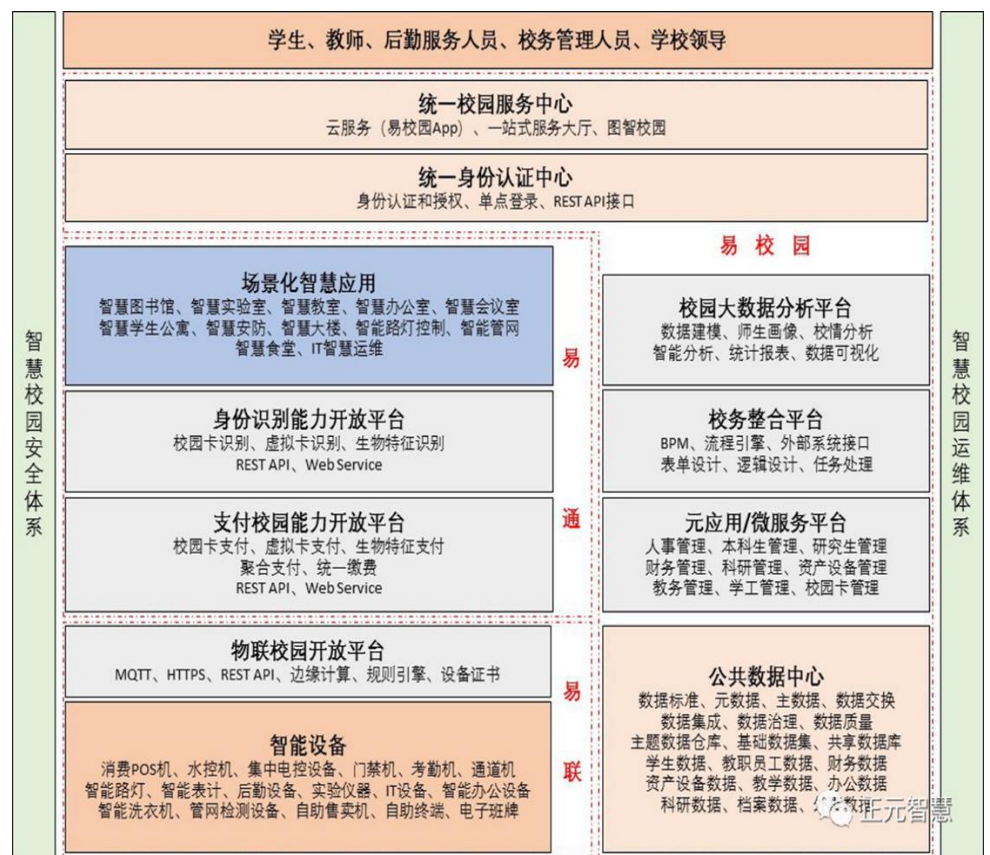 学生、教师、后勤服务人员、校务管理人员、学校领导
统一校园服务中心
云服务（易校园App）、一站式服务大厅、图智校园
统一身份认证中心
身份认证和授权、单点登录、REST API接口
易校园
场景化智慧应用
智慧图书馆、智慧实验室、智慧教室、智慧办公室、智慧会议室
智慧学生公寓、智慧安防、智慧大楼、智能路灯控制、智能管网
智慧食堂、IT智慧运维
身份识别能力开放平台
校园卡识别、虚拟卡识别、生物特征识别
REST API、Web Service
支付校园能力开放平台
校园卡支付、虚拟卡支付、生物特征支付
聚合支付、统一缴费
REST API、Web Service
易通
校园大数据分析平台
数据建模、师生画像、校情分析
智能分析、统计报表、数据可视化
校务整合平台
BPM、流程引擎、外部系统接口
表单设计、逻辑设计、任务处理
元应用/微服务平台
人事管理、本科生管理、研究生管理
财务管理、科研管理、资产设备管理
教务管理、学工管理、校园卡管理
物联校园开放平台
MQTT、HTTPS、REST API、边缘计算、规则引擎、设备证书
智能设备
消费POS机、水控机、集中电控设备、门禁机、考勤机、通道机
智能路灯、智能表计、后勤设备、实验仪器、IT设备、智能办公设备
智能洗衣机、管网检测设备、自助售卖机、自助终端、电子班牌
易联
公共数据中心
数据标准、元数据、主数据、数据交换
数据集成、数据治理、数据质量
主题数据仓库、基础数据集、共享数据库
学生数据、教职员工数据、财务数据
资产设备数据、教学数据、办公数据
科研数据、档案数据、
正元智慧
智慧校园安全体系
智慧校园运维体系